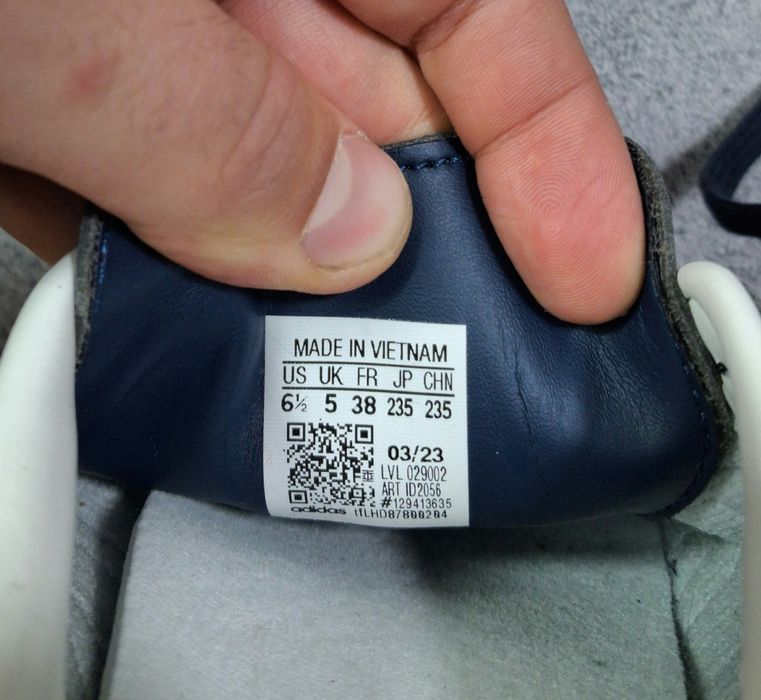 MADE IN VIETNAM
US UK FR JP CHN
6½ 5 38 235 235
03/23
LVL 029002
ART ID2056
#129413635
adidas tfLHD87800204